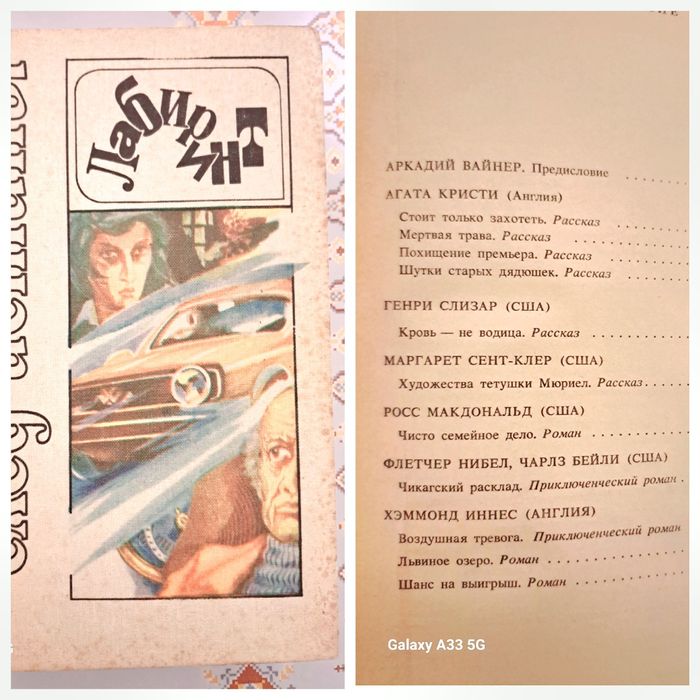 Лабиринт
АРКАДИЙ ВАЙНЕР. Предисловие
АГАТА КРИСТИ (Англия)
Стоит только захотеть. Рассказ
Мертвая трава. Рассказ
Похищение премьера. Рассказ
Шутки старых дядюшек. Рассказ
ГЕНРИ СЛИЗАР (США)
Кровь — не водица. Рассказ
МАРГАРЕТ СЕНТ-КЛЕР (США)
Художества тетушки Мюриел. Рассказ
РОСС МАКДОНАЛЬД (США)
Чисто семейное дело. Роман
ФЛЕТЧЕР НИБЕЛ, ЧАРЛЗ БЕЙЛИ (США)
Чикагский расклад. Приключенческий роман
ХЭММОНД ИННЕС (АНГЛИЯ)
Воздушная тревога. Приключенческий роман
Львиное озеро. Роман
Шанс на выигрыш. Роман
Galaxy A33 5G